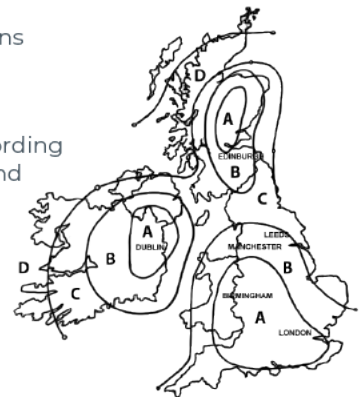 ns
ording
nd
D
A
EDINBURGH
B
C
LEEDS
MANCHESTER
B
A
DUBLIN
B
D
C
BIRMINGHAM
A
LONDON